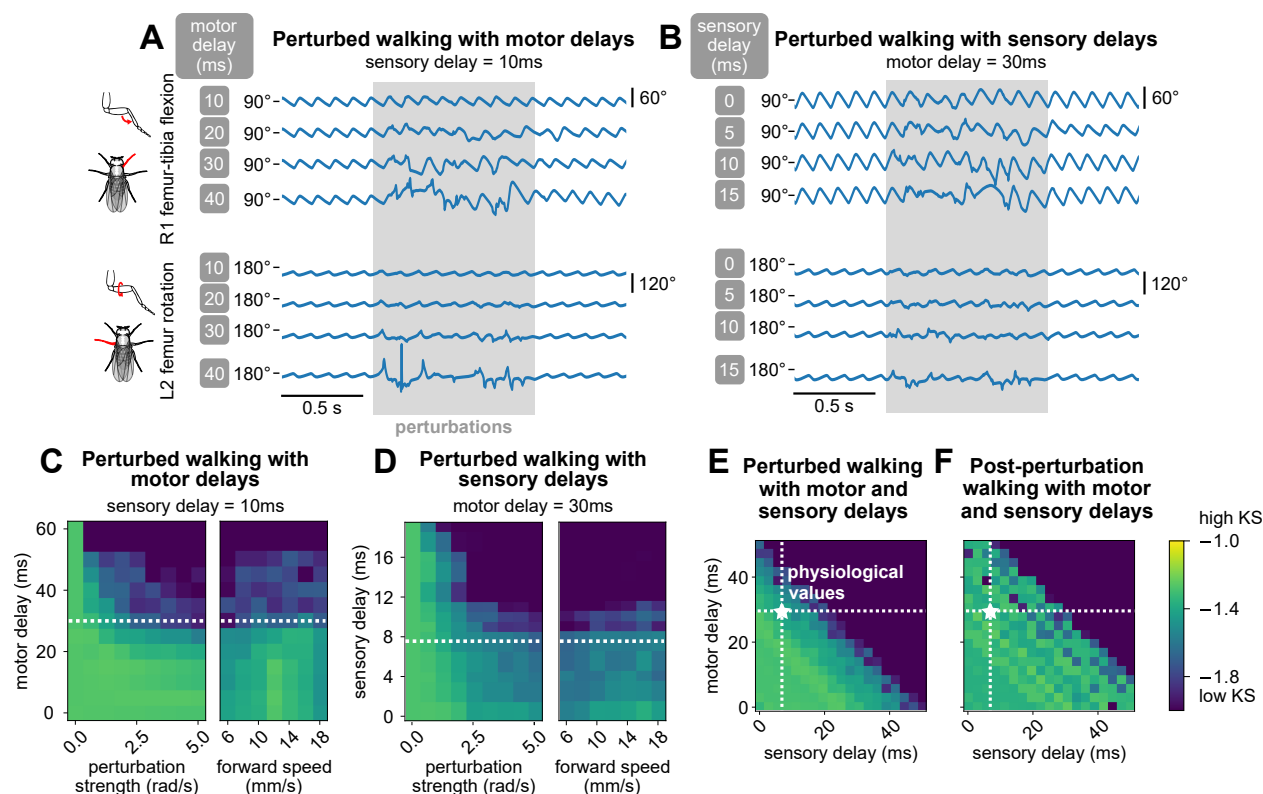 A
motor
delay
(ms)
Perturbed walking with motor delays
sensory delay = 10ms
R1 femur-tibia flexion
10 90°
20 90°
30 90°
40 90°
60°
L2 femur rotation
10 180°
20 180°
30 180°
40 180°
120°
0.5 s
perturbations
B
sensory
delay
(ms)
Perturbed walking with sensory delays
motor delay = 30ms
0 90°
5 90°
10 90°
15 90°
60°
0 180°
5 180°
10 180°
15 180°
120°
0.5 s
C
Perturbed walking with
motor delays
sensory delay = 10ms
motor delay (ms)
60
40
20
0
0.0 2.5 5.0
perturbation
strength (rad/s)
6 10 14 18
forward speed
(mm/s)
D
Perturbed walking with
sensory delays
motor delay = 30ms
sensory delay (ms)
16
12
8
4
0
0.0 2.5 5.0
perturbation
strength (rad/s)
6 10 14 18
forward speed
(mm/s)
E
Perturbed walking
with motor and
sensory delays
motor delay (ms)
40
20
0
physiological
values
0 20 40
sensory delay (ms)
F
Post-perturbation
walking with motor
and sensory delays
0 20 40
sensory delay (ms)
high KS
−1.0
−1.4
−1.8
low KS